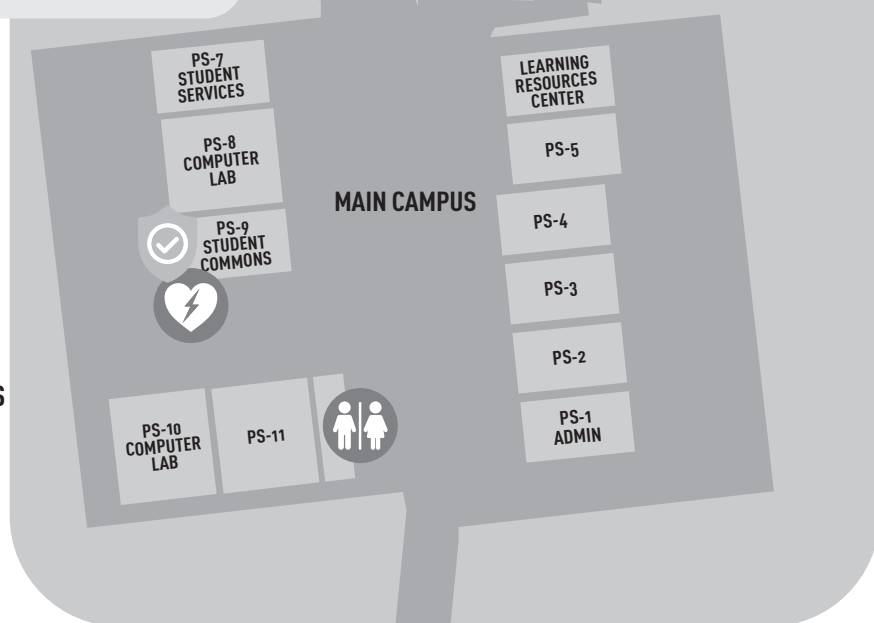 PS-7
STUDENT
SERVICES
LEARNING
RESOURCES
CENTER
PS-8
COMPUTER
LAB
PS-5
MAIN CAMPUS
PS-4
PS-9
STUDENT
COMMONS
PS-3
PS-2
S
PS-10
COMPUTER
LAB
PS-11
PS-1
ADMIN